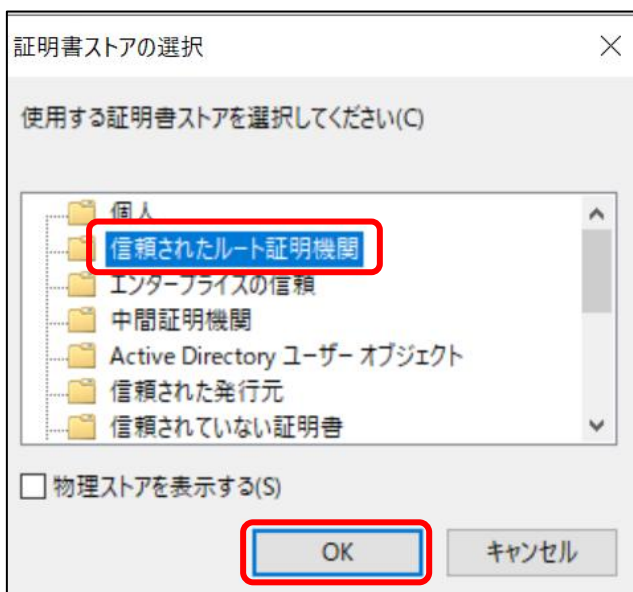 証明書ストアの選択
使用する証明書ストアを選択してください(C)
個人
信頼されたルート証明機関
エンタープライズの信頼
中間証明機関
Active Directory ユーザー オブジェクト
信頼された発行元
信頼されていない証明書
物理ストアを表示する(S)
OK キャンセル